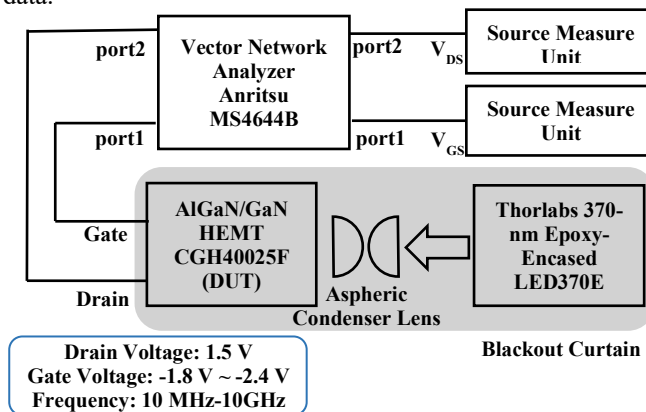 data.
port2
Vector Network
Analyzer
Anritsu
MS4644B
port2
V_DS
Source Measure
Unit
port1
port1
V_GS
Source Measure
Unit
Gate
Drain
AlGaN/GaN
HEMT
CGH40025F
(DUT)
Aspheric
Condenser Lens
Thorlabs 370-
nm Epoxy-
Encased
LED370E
Blackout Curtain
Drain Voltage: 1.5 V
Gate Voltage: -1.8 V ~ -2.4 V
Frequency: 10 MHz-10GHz